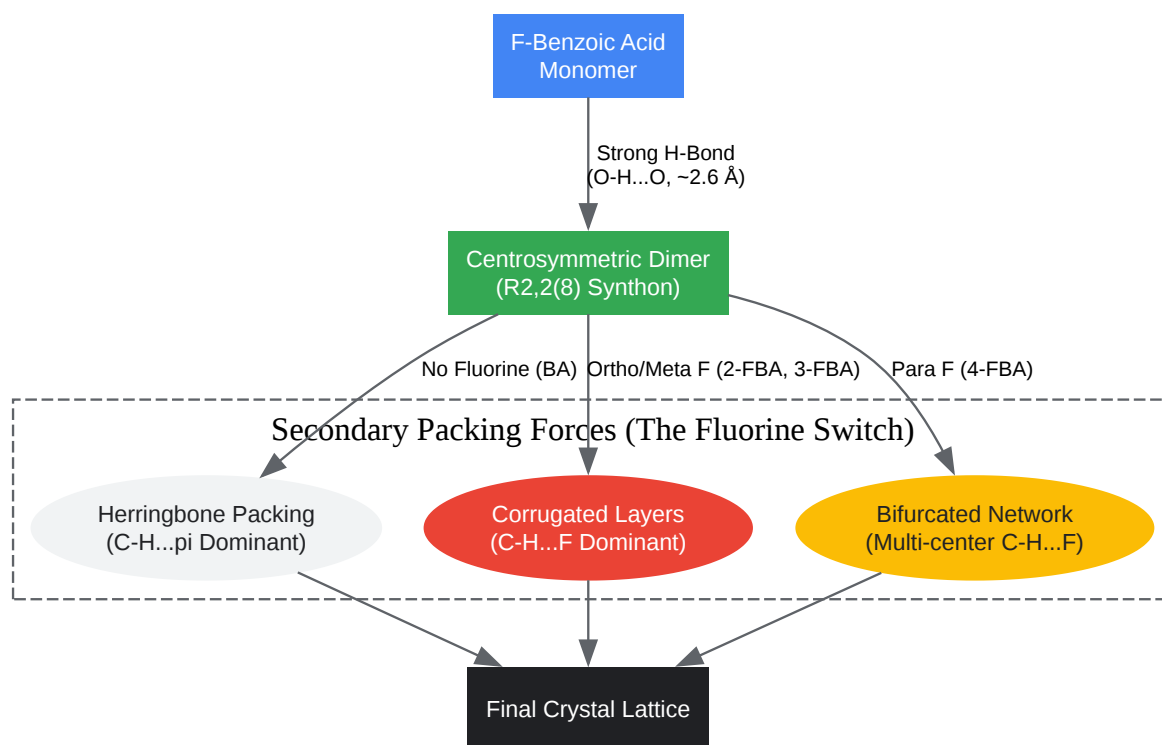 F-Benzoic Acid
Monomer
Strong H-Bond
(O-H...O, ~2.6 Å)
Centrosymmetric Dimer
(R2,2(8) Synthon)
No Fluorine (BA)
Ortho/Meta F (2-FBA, 3-FBA)
Para F (4-FBA)
Secondary Packing Forces (The Fluorine Switch)
Herringbone Packing
(C-H...pi Dominant)
Corrugated Layers
(C-H...F Dominant)
Bifurcated Network
(Multi-center C-H...F)
Final Crystal Lattice